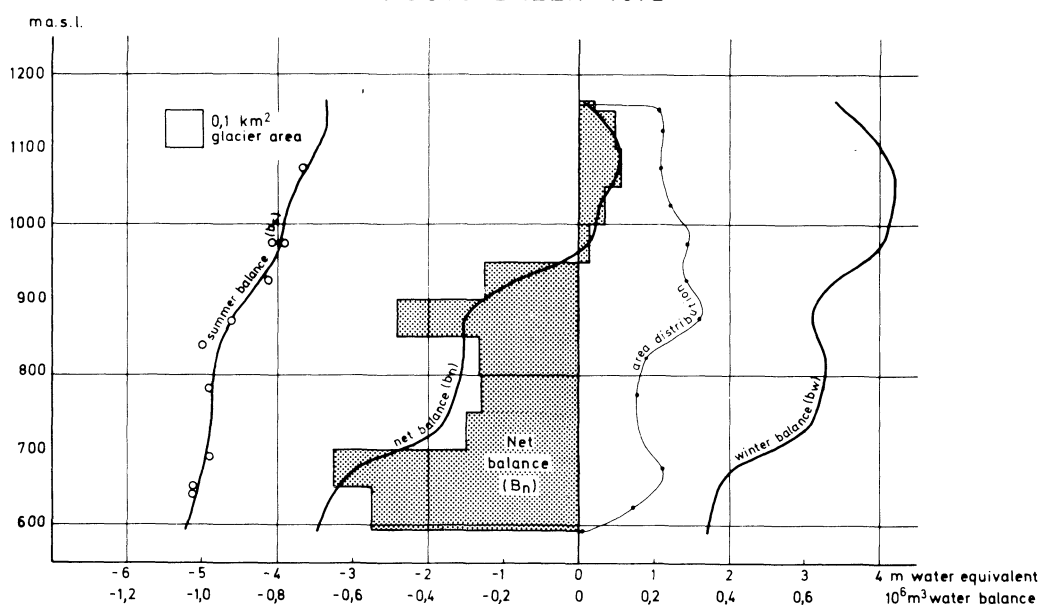 m a.s.l.
1200
1100
1000
900
800
700
600
0,1 km²
glacier area
summer balance (bs)
net balance (bn)
Net
balance
(Bn)
area distribution
winter balance (bw)
-6 -5 -4 -3 -2 -1 0 1 2 3 4 m water equivalent
-1,2 -1,0 -0,8 -0,6 -0,4 -0,2 0 0,2 0,4 0,6 0,8 10⁶m³ water balance